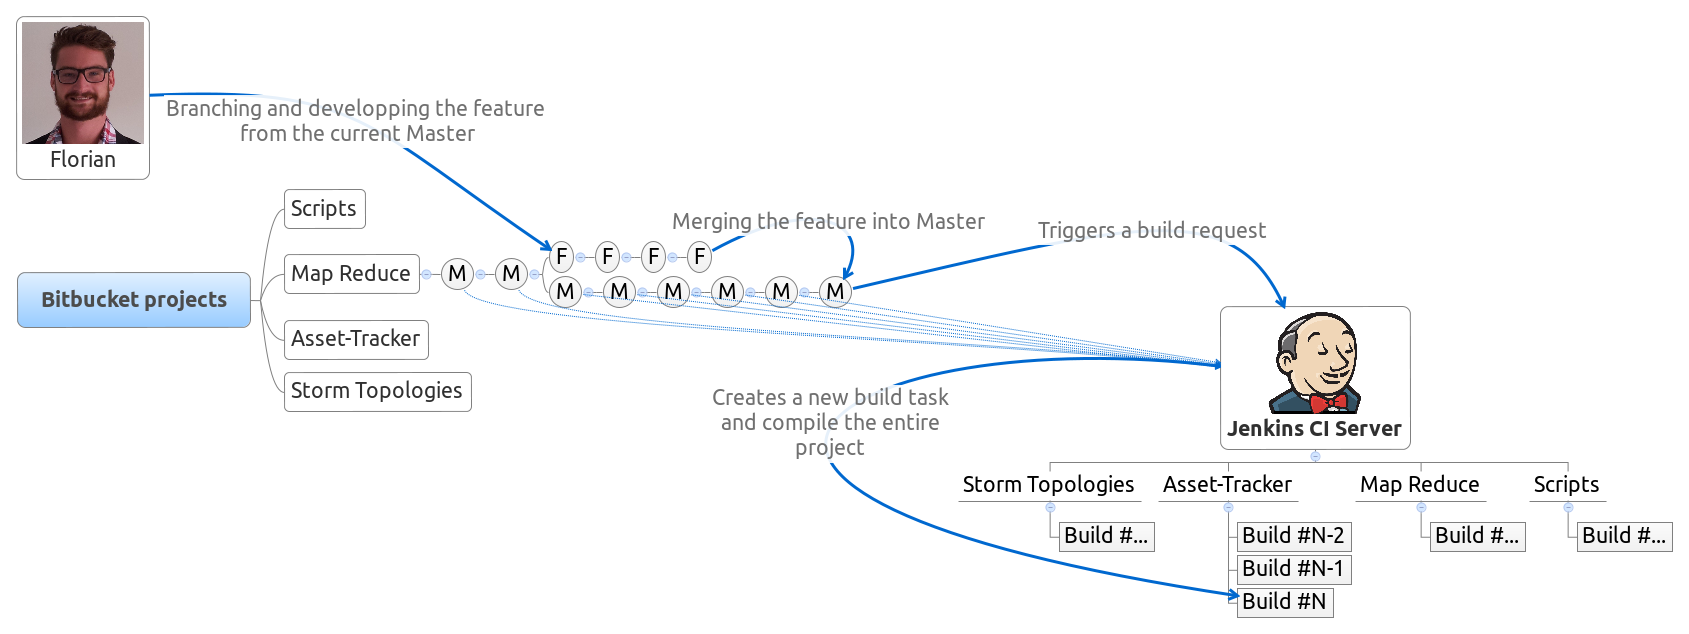 Florian
Branching and developping the feature
from the current Master
Bitbucket projects
Scripts
Map Reduce
Asset-Tracker
Storm Topologies
M M
F F F F
M M M M M M
Merging the feature into Master
Triggers a build request
Creates a new build task
and compile the entire
project
Jenkins CI Server
Storm Topologies
Build #...
Asset-Tracker
Build #N-2
Build #N-1
Build #N
Map Reduce
Build #...
Scripts
Build #...